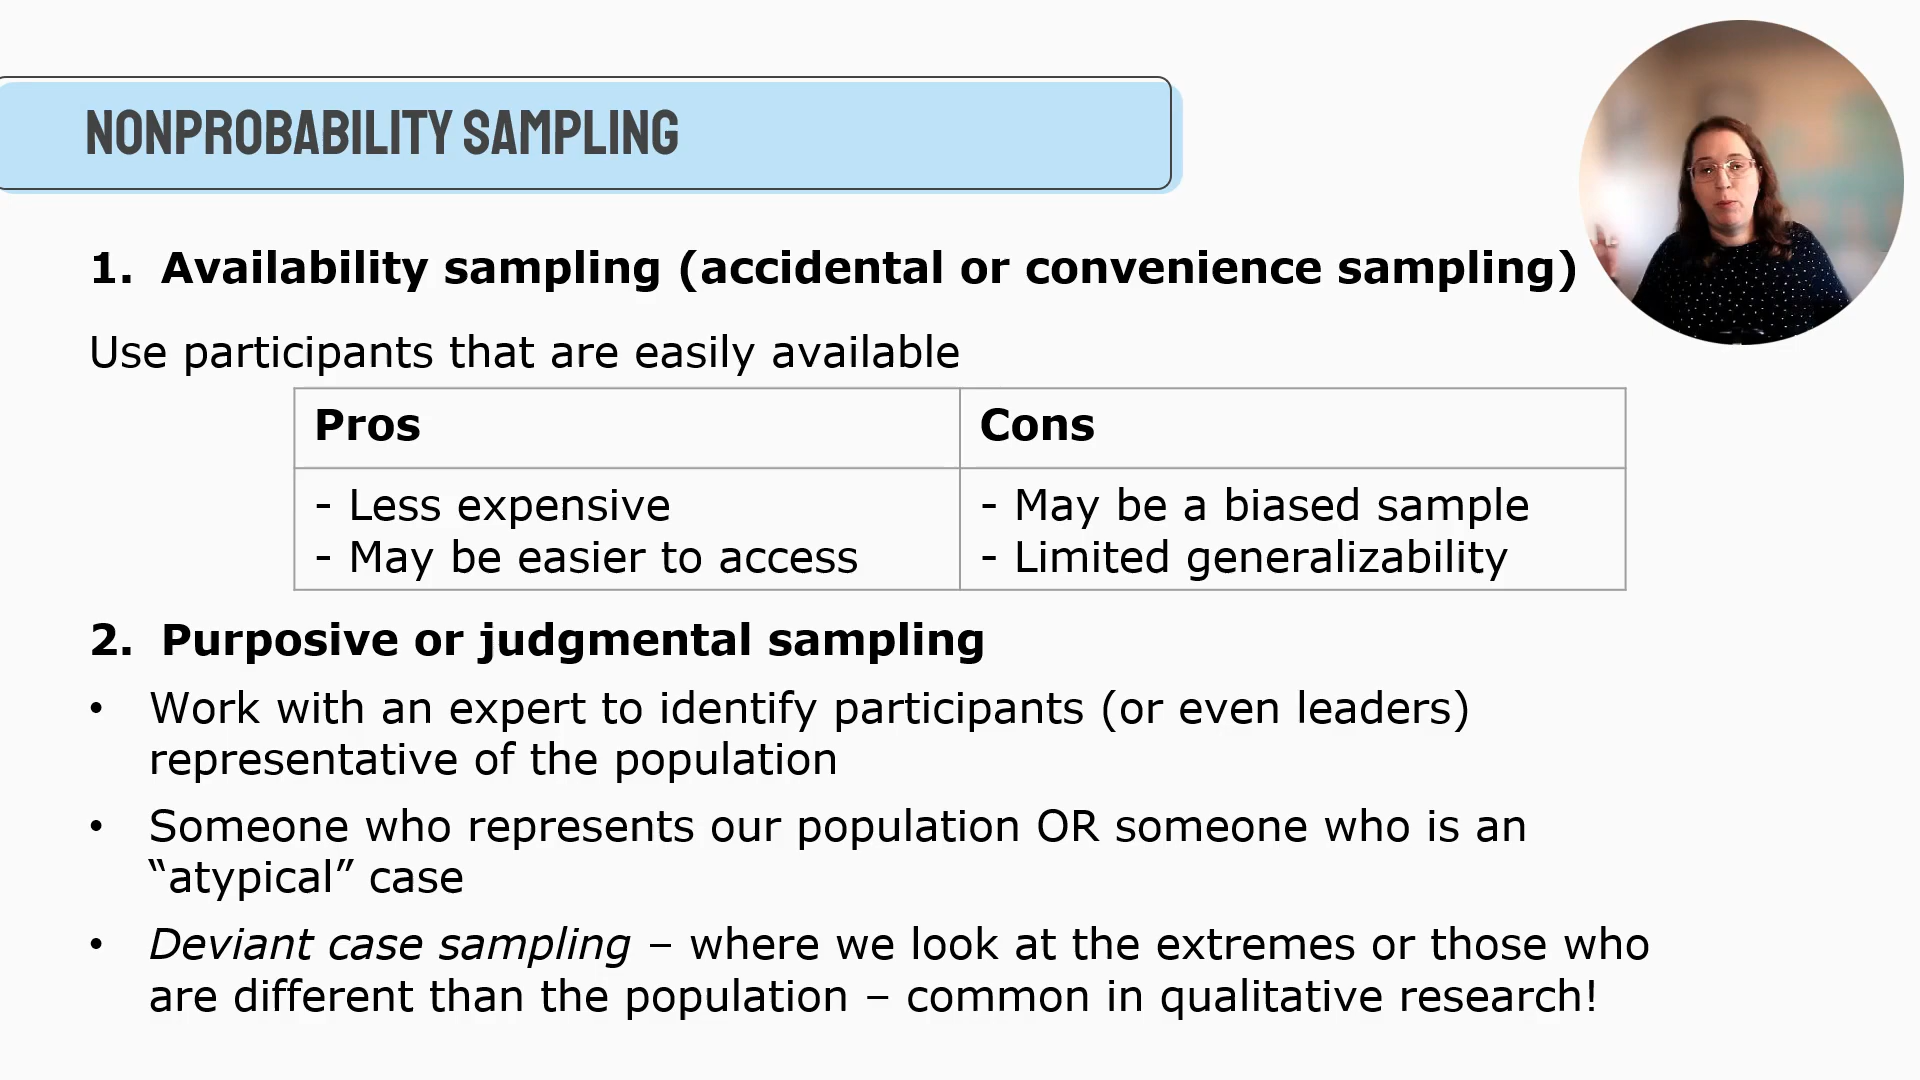 NONPROBABILITY SAMPLING
1. Availability sampling (accidental or convenience sampling)
Use participants that are easily available
Pros
Cons
- Less expensive
- May be easier to access
- May be a biased sample
- Limited generalizability
2. Purposive or judgmental sampling
• Work with an expert to identify participants (or even leaders)
representative of the population
• Someone who represents our population OR someone who is an
“atypical” case
• Deviant case sampling – where we look at the extremes or those who
are different than the population – common in qualitative research!